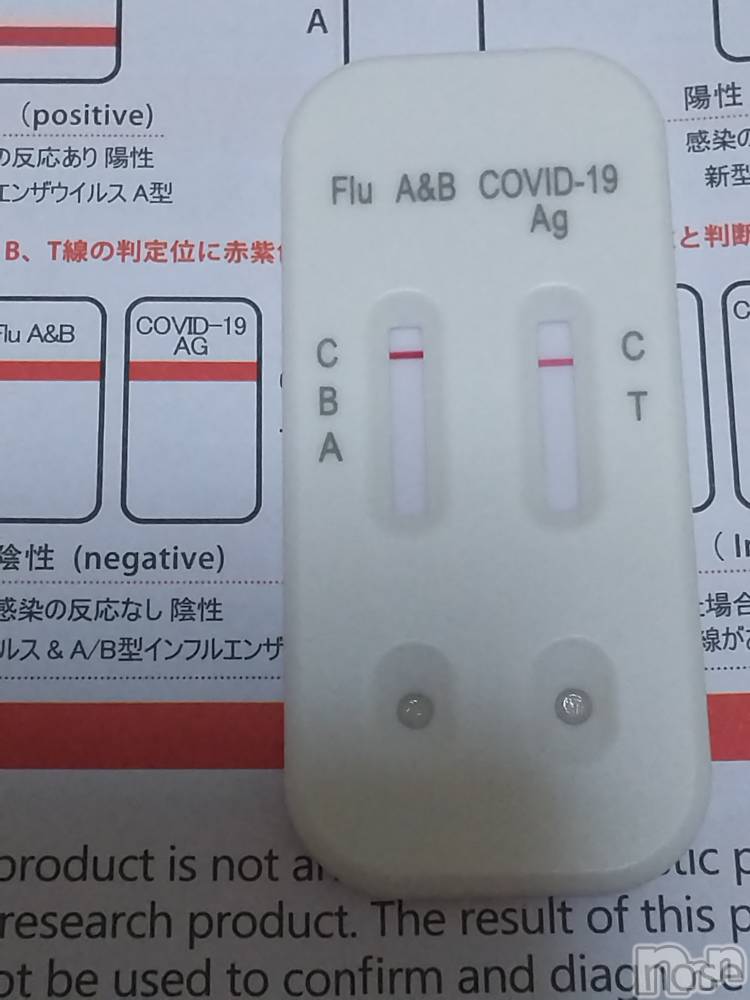 A
(positive)
の反応あり 陽性
エンザウイルス A型
陽性
感染の
新型
B、T線の判定位に赤紫
と判断
Flu A&B
COVID-19
AG
Flu A&B
COVID-19
Ag
C
B
A
C
T
C
陰性 (negative)
感染の反応なし 陰性
ルス & A/B型インフルエンザ
(In
場合
線が
product is not a
tic p
research product. The result of this p
ot be used to confirm and diagnose